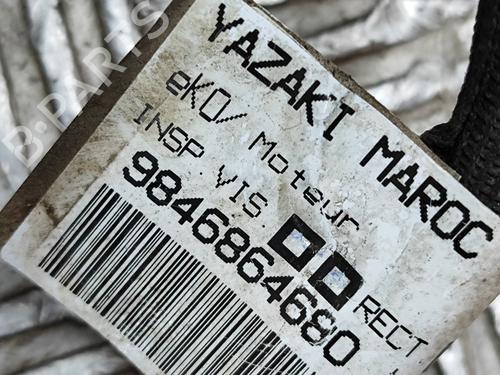 YAZAKI MAROC
eKO/ Moteur
INSP VIS.
RECT
9846864680
B-PARTS